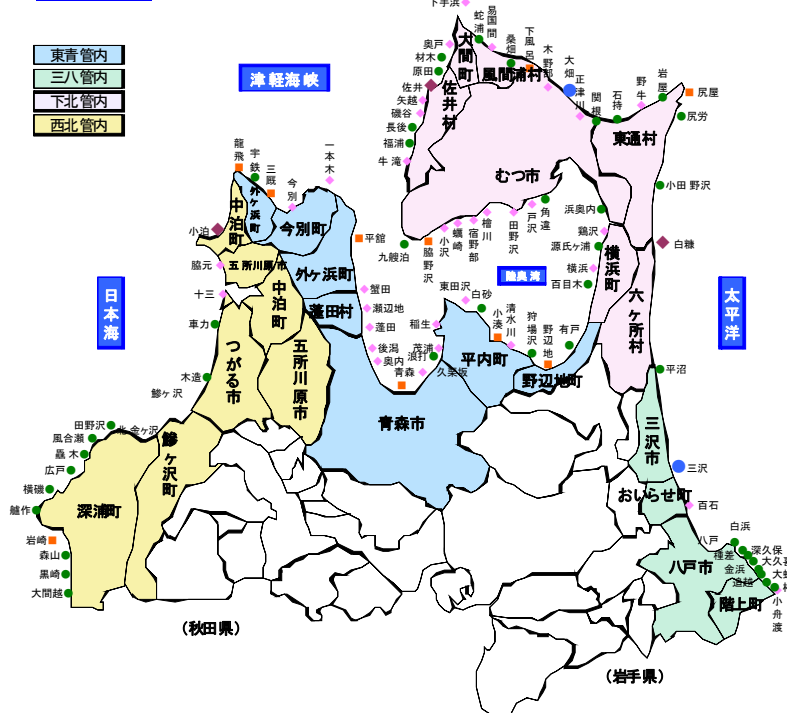 東青管内
三八管内
下北管内
西北管内
津軽海峡
日本海
太平洋
陸奥湾
下手浜
蛇浦
易国間
桑畑
下風呂
木野部
大畑
正津川
関根
石持
野牛
岩屋
尻屋
尻労
奥戸
材木
原田
佐井
矢越
磯谷
長後
福浦
牛滝
大間町
風間浦村
佐井村
むつ市
東通村
小田野沢
白糠
九艘泊
脇野沢
小沢
蛎崎
宿野部
檜川
田野沢
戸沢
角違
浜奥内
鶏沢
源氏ヶ浦
横浜
百目木
横浜町
六ヶ所村
龍飛
宇鉄
三厩
今別
一本木
外ヶ浜町
中泊町
今別町
小泊
脇元
十三
車力
木造
鰺ヶ沢
五所川原市
中泊町
外ヶ浜町
蓬田村
平館
蟹田
瀬辺地
蓬田
後潟
奥内
青森
久栗坂
浪打
茂浦
稲生
東田沢
白砂
小湊
清水川
狩場沢
野辺地
有戸
平内町
野辺地町
青森市
つがる市
五所川原市
鰺ヶ沢町
深浦町
田野沢
北金ヶ沢
風合瀬
驫木
広戸
横磯
艫作
岩崎
森山
黒崎
大間越
平沼
三沢市
三沢
おいらせ町
百石
八戸
白浜
種差
深久保
金浜
大久喜
追越
大蛇
小舟渡
八戸市
階上町
（秋田県）
（岩手県）